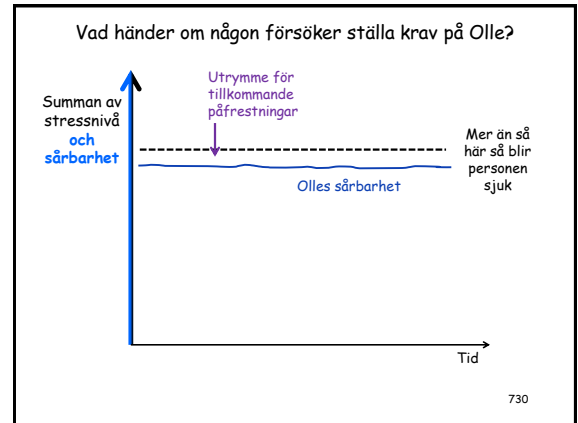 Vad händer om någon försöker ställa krav på Olle?
Utrymme för
tillkommande
påfrestningar
Summan av
stressnivå
och
sårbarhet
Mer än så
här så blir
personen
sjuk
Olles sårbarhet
Tid
730